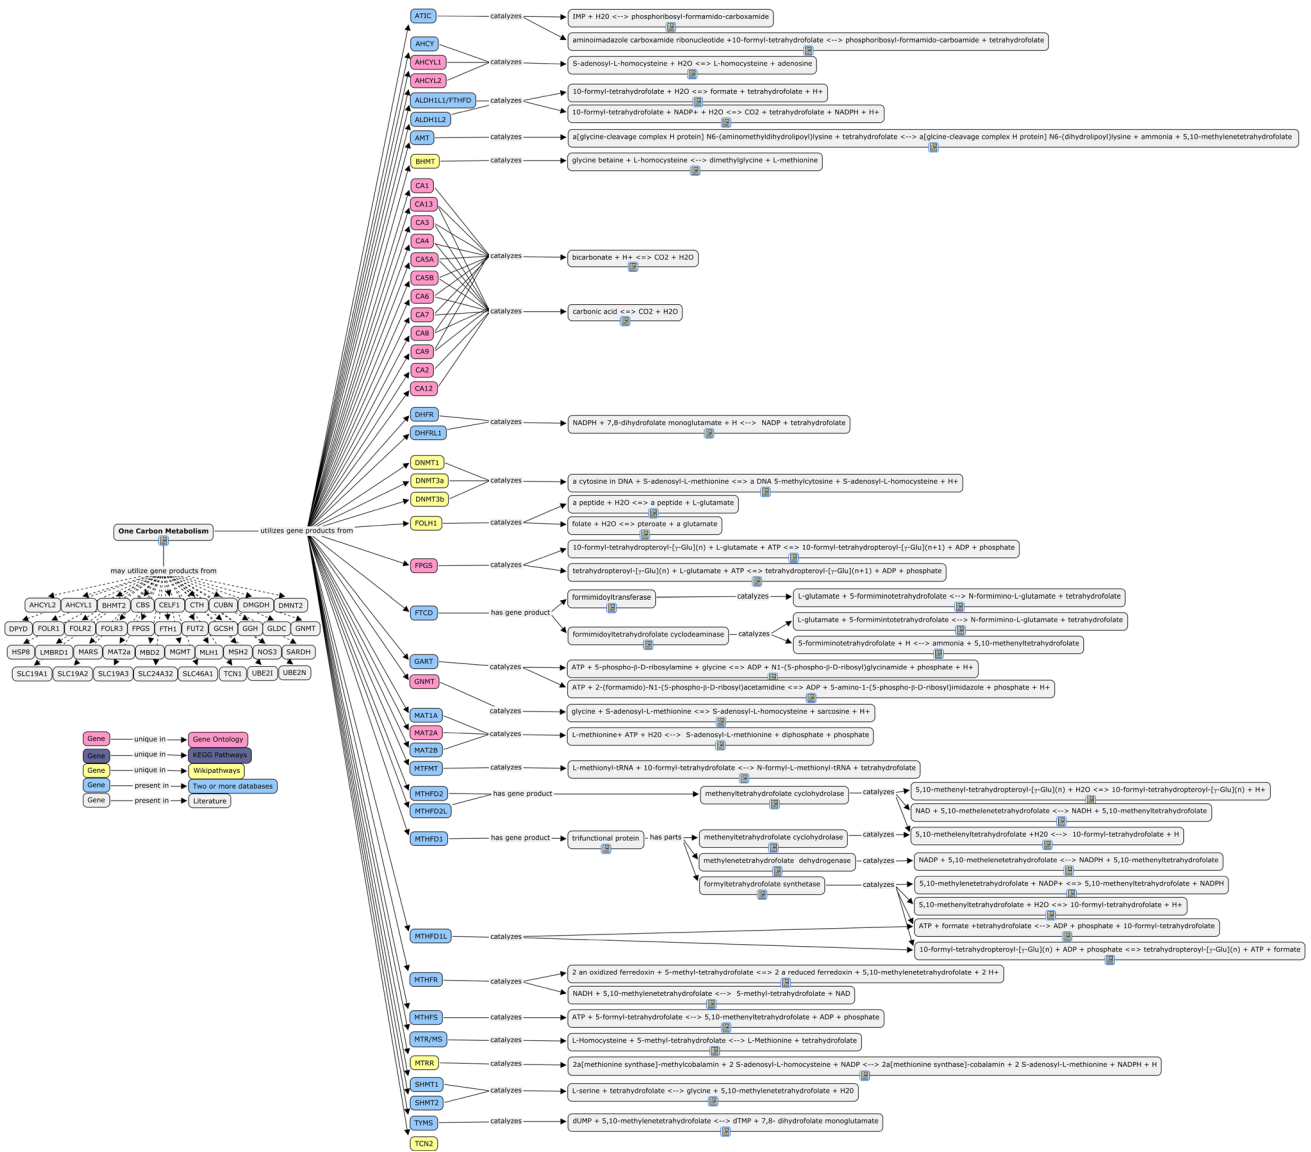 ATIC
catalyzes
IMP + H20 <--> phosphoribosyl-formamido-carboxamide
aminoimadazole carboxamide ribonucleotide +10-formyl-tetrahydrofolate <--> phosphoribosyl-formamido-carboamide + tetrahydrofolate
AHCY
AHCYL1
AHCYL2
catalyzes
S-adenosyl-L-homocysteine + H2O <=> L-homocysteine + adenosine
ALDH1L1/FTHFD
ALDH1L2
catalyzes
10-formyl-tetrahydrofolate + H2O <=> formate + tetrahydrofolate + H+
10-formyl-tetrahydrofolate + NADP+ + H2O <=> CO2 + tetrahydrofolate + NADPH + H+
AMT
catalyzes
a[glycine-cleavage complex H protein] N6-(aminomethyldihydrolipoyl)lysine + tetrahydrofolate <--> a[glcine-cleavage complex H protein] N6-(dihydrolipoyl)lysine + ammonia + 5,10-methylenetetrahydrofolate
BHMT
catalyzes
glycine betaine + L-homocysteine <--> dimethylglycine + L-methionine
CA1
CA13
CA3
CA4
CA5A
CA5B
CA6
CA7
CA8
CA9
CA2
CA12
catalyzes
bicarbonate + H+ <=> CO2 + H2O
catalyzes
carbonic acid <=> CO2 + H2O
DHFR
DHFRL1
catalyzes
NADPH + 7,8-dihydrofolate monoglutamate + H <--> NADP + tetrahydrofolate
DNMT1
DNMT3a
DNMT3b
catalyzes
a cytosine in DNA + S-adenosyl-L-methionine <=> a DNA 5-methylcytosine + S-adenosyl-L-homocysteine + H+
FOLH1
catalyzes
a peptide + H2O <=> a peptide + L-glutamate
folate + H2O <=> pteroate + a glutamate
One Carbon Metabolism
utilizes gene products from
may utilize gene products from
AHCYL2 AHCYL1 BHMT2 CBS CELF1 CTH CUBN DMGDH DMNT2
DPYD FOLR1 FOLR2 FOLR3 FPGS FTH1 FUT2 GCSH GGH GLDC GNMT
HSP8 LMBRD1 MARS MAT2a MBD2 MGMT MLH1 MSH2 NOS3 SARDH
SLC19A1 SLC19A2 SLC19A3 SLC24A32 SLC46A1 TCN1 UBE2I UBE2N
FPGS
catalyzes
10-formyl-tetrahydropteroyl-[γ-Glu](n) + L-glutamate + ATP <=> 10-formyl-tetrahydropteroyl-[γ-Glu](n+1) + ADP + phosphate
tetrahydropteroyl-[γ-Glu](n) + L-glutamate + ATP <=> tetrahydropteroyl-[γ-Glu](n+1) + ADP + phosphate
FTCD
has gene product
formimidoyltransferase
catalyzes
L-glutamate + 5-formiminotetrahydrofolate <--> N-formimino-L-glutamate + tetrahydrofolate
formimidoyltetrahydrofolate cyclodeaminase
catalyzes
L-glutamate + 5-formimintotetrahydrofolate <--> N-formimino-L-glutamate + tetrahydrofolate
5-formiminotetrahydrofolate + H <--> ammonia + 5,10-methenyltetrahydrofolate
GART
catalyzes
ATP + 5-phospho-β-D-ribosylamine + glycine <=> ADP + N1-(5-phospho-β-D-ribosyl)glycinamide + phosphate + H+
ATP + 2-(formamido)-N1-(5-phospho-β-D-ribosyl)acetamidine <=> ADP + 5-amino-1-(5-phospho-β-D-ribosyl)imidazole + phosphate + H+
GNMT
catalyzes
glycine + S-adenosyl-L-methionine <=> S-adenosyl-L-homocysteine + sarcosine + H+
MAT1A
MAT2A
MAT2B
catalyzes
L-methionine+ ATP + H20 <--> S-adenosyl-L-methionine + diphosphate + phosphate
MTFMT
catalyzes
L-methionyl-tRNA + 10-formyl-tetrahydrofolate <--> N-formyl-L-methionyl-tRNA + tetrahydrofolate
Gene unique in Gene Ontology
Gene unique in KEGG Pathways
Gene unique in Wikipathways
Gene present in Two or more databases
Gene present in Literature
MTHFD2
MTHFD2L
has gene product
methenyltetrahydrofolate cyclohydrolase
catalyzes
5,10-methenyl-tetrahydropteroyl-[γ-Glu](n) + H2O <=> 10-formyl-tetrahydropteroyl-[γ-Glu](n) + H+
NAD + 5,10-methelenetetrahydrofolate <--> NADH + 5,10-methenyltetrahydrofolate
5,10-methelenyltetrahydrofolate +H20 <--> 10-formyl-tetrahydrofolate + H
MTHFD1
has gene product
trifunctional protein
has parts
methenyltetrahydrofolate cyclohydrolase
catalyzes
methylenetetrahydrofolate dehydrogenase
catalyzes
NADP + 5,10-methelenetetrahydrofolate <--> NADPH + 5,10-methenyltetrahydrofolate
formyltetrahydrofolate synthetase
catalyzes
5,10-methylenetetrahydrofolate + NADP+ <=> 5,10-methenyltetrahydrofolate + NADPH
5,10-methenyltetrahydrofolate + H2O <=> 10-formyl-tetrahydrofolate + H+
ATP + formate +tetrahydrofolate <--> ADP + phosphate + 10-formyl-tetrahydrofolate
10-formyl-tetrahydropteroyl-[γ-Glu](n) + ADP + phosphate <=> tetrahydropteroyl-[γ-Glu](n) + ATP + formate
MTHFD1L
catalyzes
MTHFR
catalyzes
2 an oxidized ferredoxin + 5-methyl-tetrahydrofolate <=> 2 a reduced ferredoxin + 5,10-methylenetetrahydrofolate + 2 H+
NADH + 5,10-methylenetetrahydrofolate <--> 5-methyl-tetrahydrofolate + NAD
MTHFS
catalyzes
ATP + 5-formyl-tetrahydrofolate <--> 5,10-methenyltetrahydrofolate + ADP + phosphate
MTR/MS
catalyzes
L-Homocysteine + 5-methyl-tetrahydrofolate <--> L-Methionine + tetrahydrofolate
MTRR
catalyzes
2a[methionine synthase]-methylcobalamin + 2 S-adenosyl-L-homocysteine + NADP <--> 2a[methionine synthase]-cobalamin + 2 S-adenosyl-L-methionine + NADPH + H
SHMT1
SHMT2
catalyzes
L-serine + tetrahydrofolate <--> glycine + 5,10-methylenetetrahydrofolate + H20
TYMS
catalyzes
dUMP + 5,10-methylenetetrahydrofolate <--> dTMP + 7,8- dihydrofolate monoglutamate
TCN2